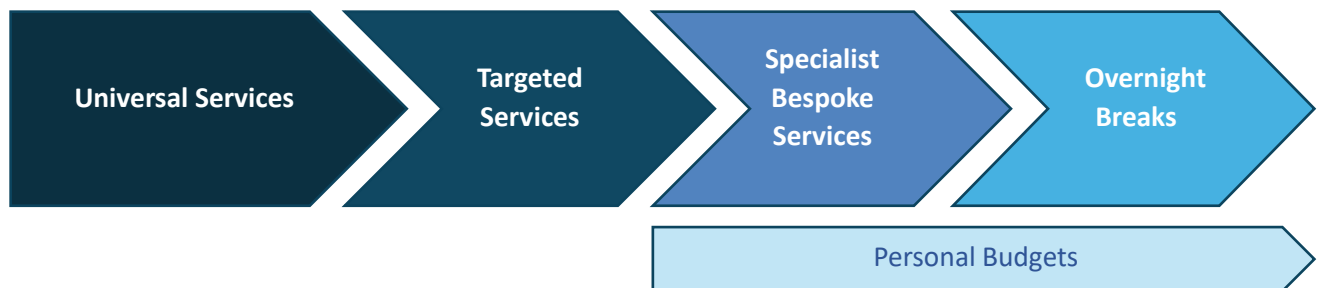 Universal Services
Targeted
Services
Specialist
Bespoke
Services
Overnight
Breaks
Personal Budgets